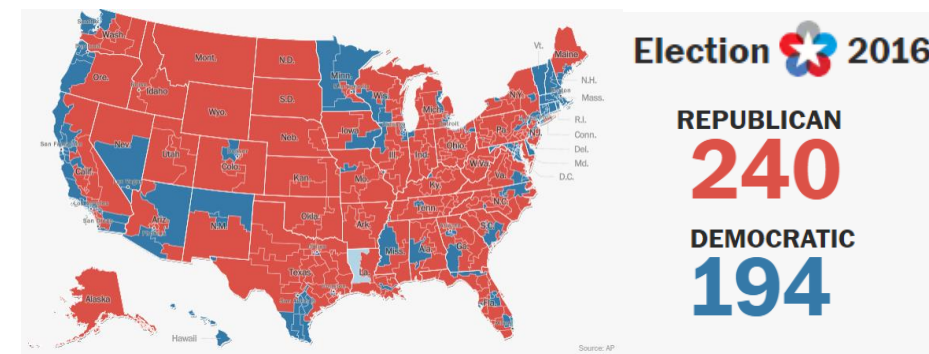 Election 2016
REPUBLICAN
240
DEMOCRATIC
194
Wash.
Mont.
N.D.
Minn.
Vt.
Maine
N.H.
Mass.
Ore.
Idaho
S.D.
Wis.
Mich.
N.Y.
R.I.
Conn.
Wyo.
Iowa
Pa.
N.J.
Del.
Md.
D.C.
Nev.
Utah
Colo.
Neb.
Ill.
Ind.
Ohio
W.Va.
Va.
Calif.
Kan.
Mo.
Ky.
Ariz.
N.M.
Okla.
Ark.
Tenn.
N.C.
S.C.
Texas
La.
Miss.
Ala.
Ga.
Fla.
Alaska
Hawaii
Source: AP